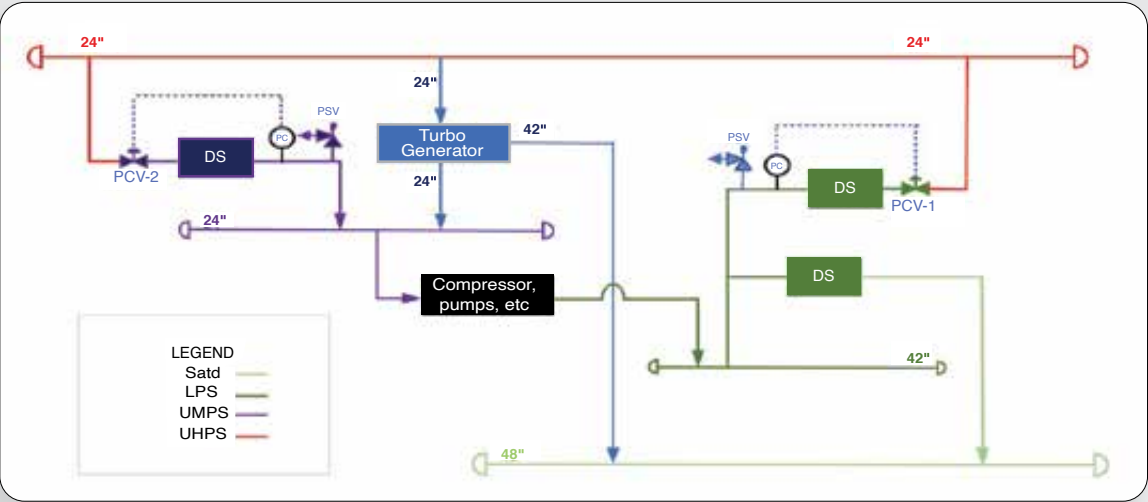 24"
24"
24"
PSV
PC
Turbo
Generator
42"
DS
PCV-2
24"
PSV
PC
DS
PCV-1
24"
DS
Compressor,
pumps, etc
LEGEND
Satd
LPS
UMPS
UHPS
42"
48"